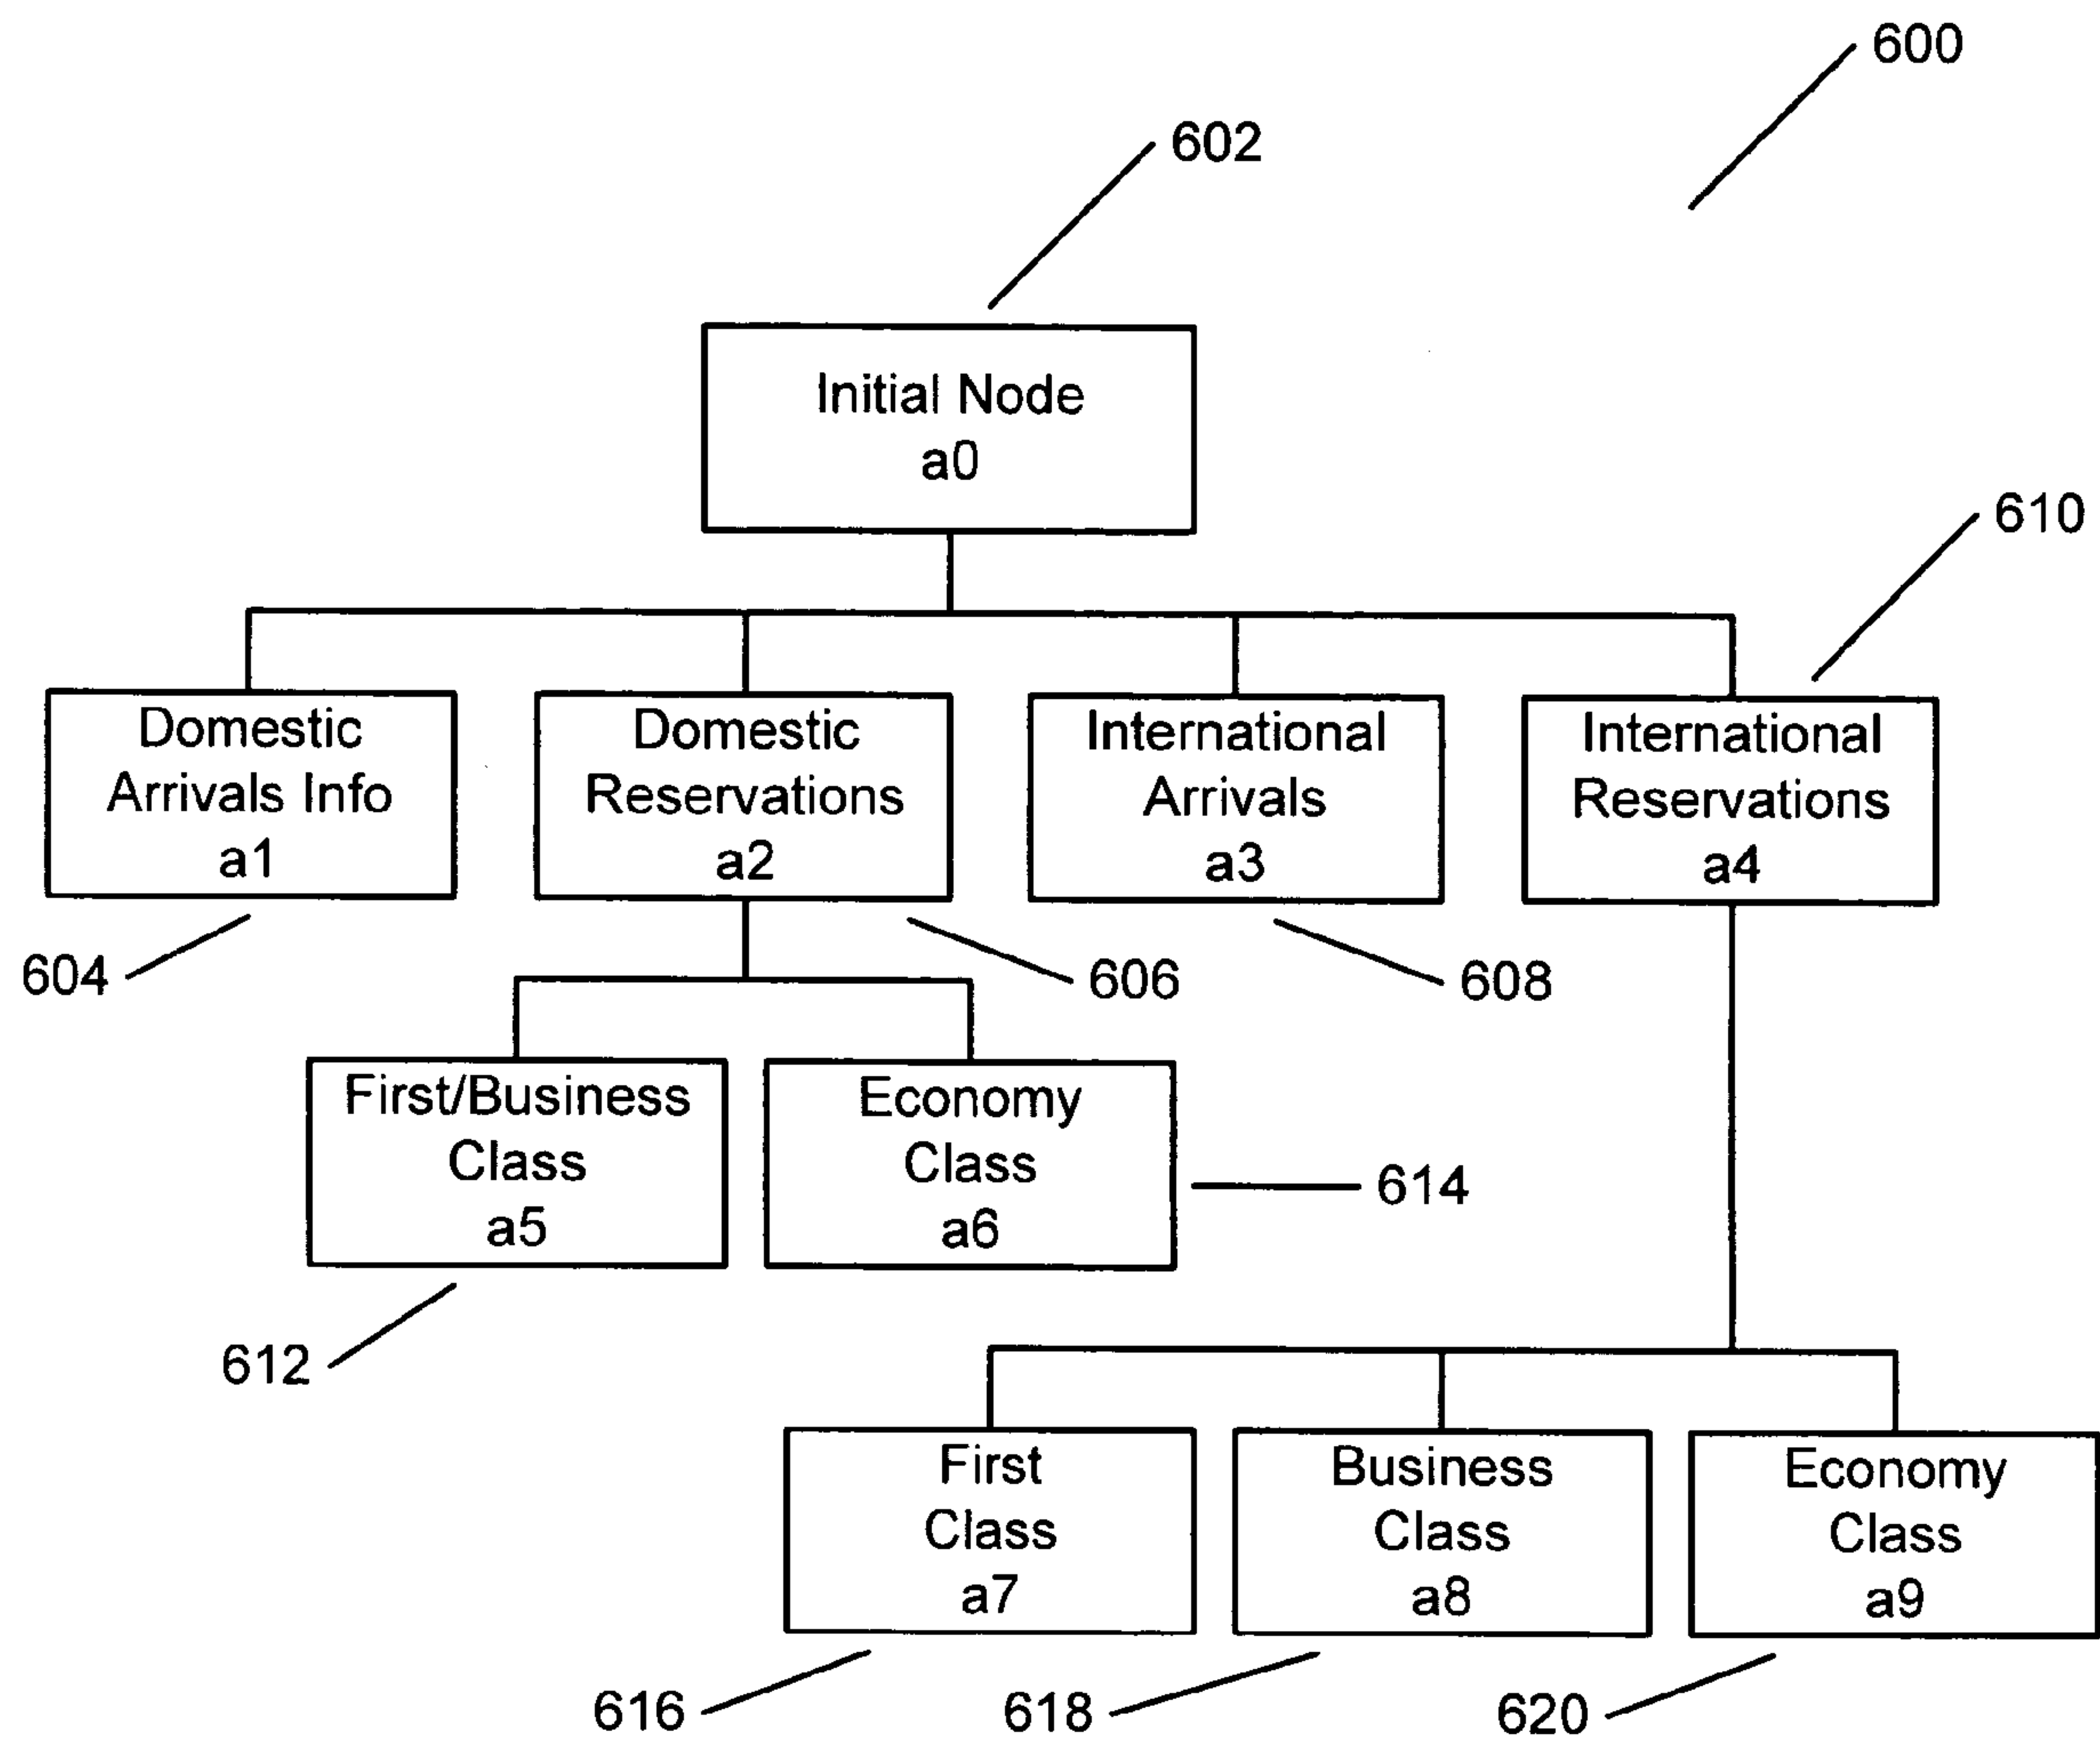 600
602
Initial Node
a0
610
Domestic
Arrivals Info
a1
Domestic
Reservations
a2
International
Arrivals
a3
International
Reservations
a4
604
606
608
First/Business
Class
a5
Economy
Class
a6
614
612
First
Class
a7
Business
Class
a8
Economy
Class
a9
616
618
620